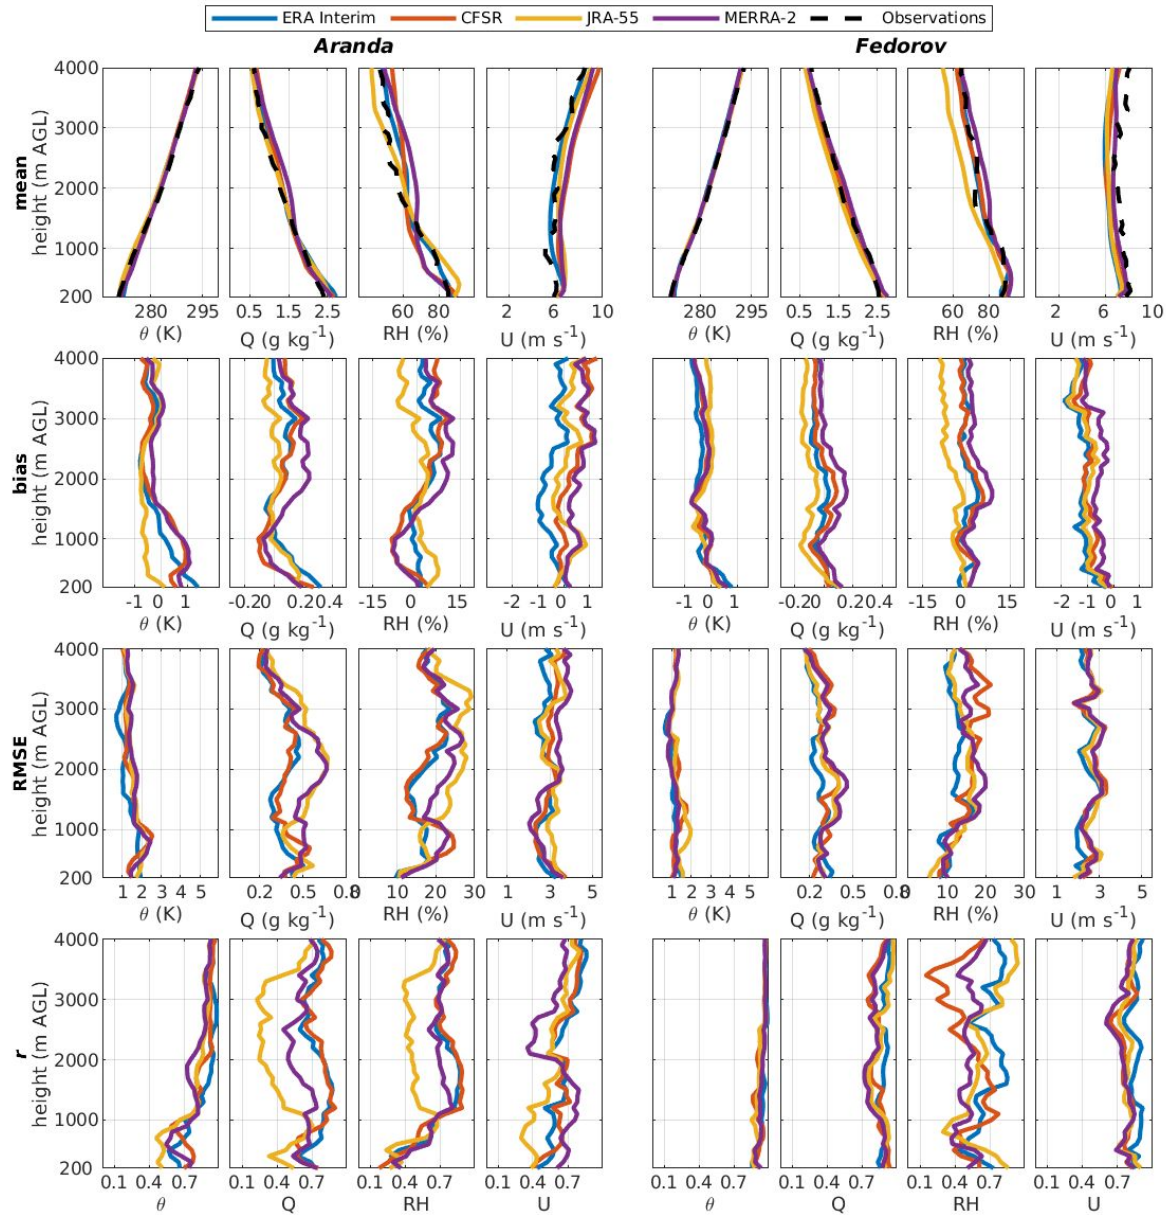 ERA Interim CFSR JRA-55 MERRA-2 Observations
Aranda Fedorov
mean
height (m AGL)
4000
3000
2000
1000
200
280 295 0.5 1.5 2.5 60 80 2 6 10 280 295 0.5 1.5 2.5 60 80 2 6 10
θ (K) Q (g kg⁻¹) RH (%) U (m s⁻¹) θ (K) Q (g kg⁻¹) RH (%) U (m s⁻¹)
bias
height (m AGL)
4000
3000
2000
1000
200
-1 0 1 -0.20 0.20.4 -15 0 15 -2 -1 0 1 -1 0 1 -0.20 0.20.4 -15 0 15 -2 -1 0 1
θ (K) Q (g kg⁻¹) RH (%) U (m s⁻¹) θ (K) Q (g kg⁻¹) RH (%) U (m s⁻¹)
RMSE
height (m AGL)
4000
3000
2000
1000
200
1 2 3 4 5 0.2 0.5 0.8 10 20 30 1 3 5 1 2 3 4 5 0.2 0.5 0.8 10 20 30 1 3 5
θ (K) Q (g kg⁻¹) RH (%) U (m s⁻¹) θ (K) Q (g kg⁻¹) RH (%) U (m s⁻¹)
r
height (m AGL)
4000
3000
2000
1000
200
0.1 0.4 0.7 0.1 0.4 0.7 0.1 0.4 0.7 0.1 0.4 0.7 0.1 0.4 0.7 0.1 0.4 0.7 0.1 0.4 0.7 0.1 0.4 0.7
θ Q RH U θ Q RH U